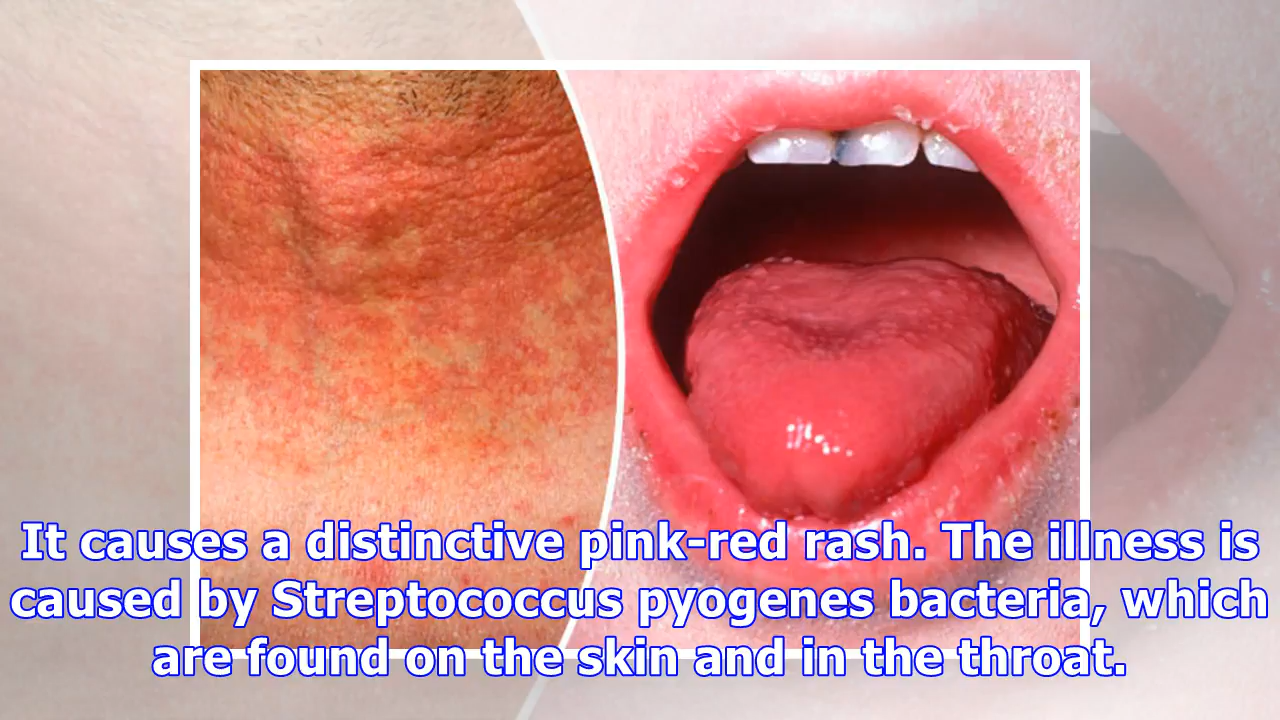 It causes a distinctive pink-red rash. The illness is
caused by Streptococcus pyogenes bacteria, which
are found on the skin and in the throat.